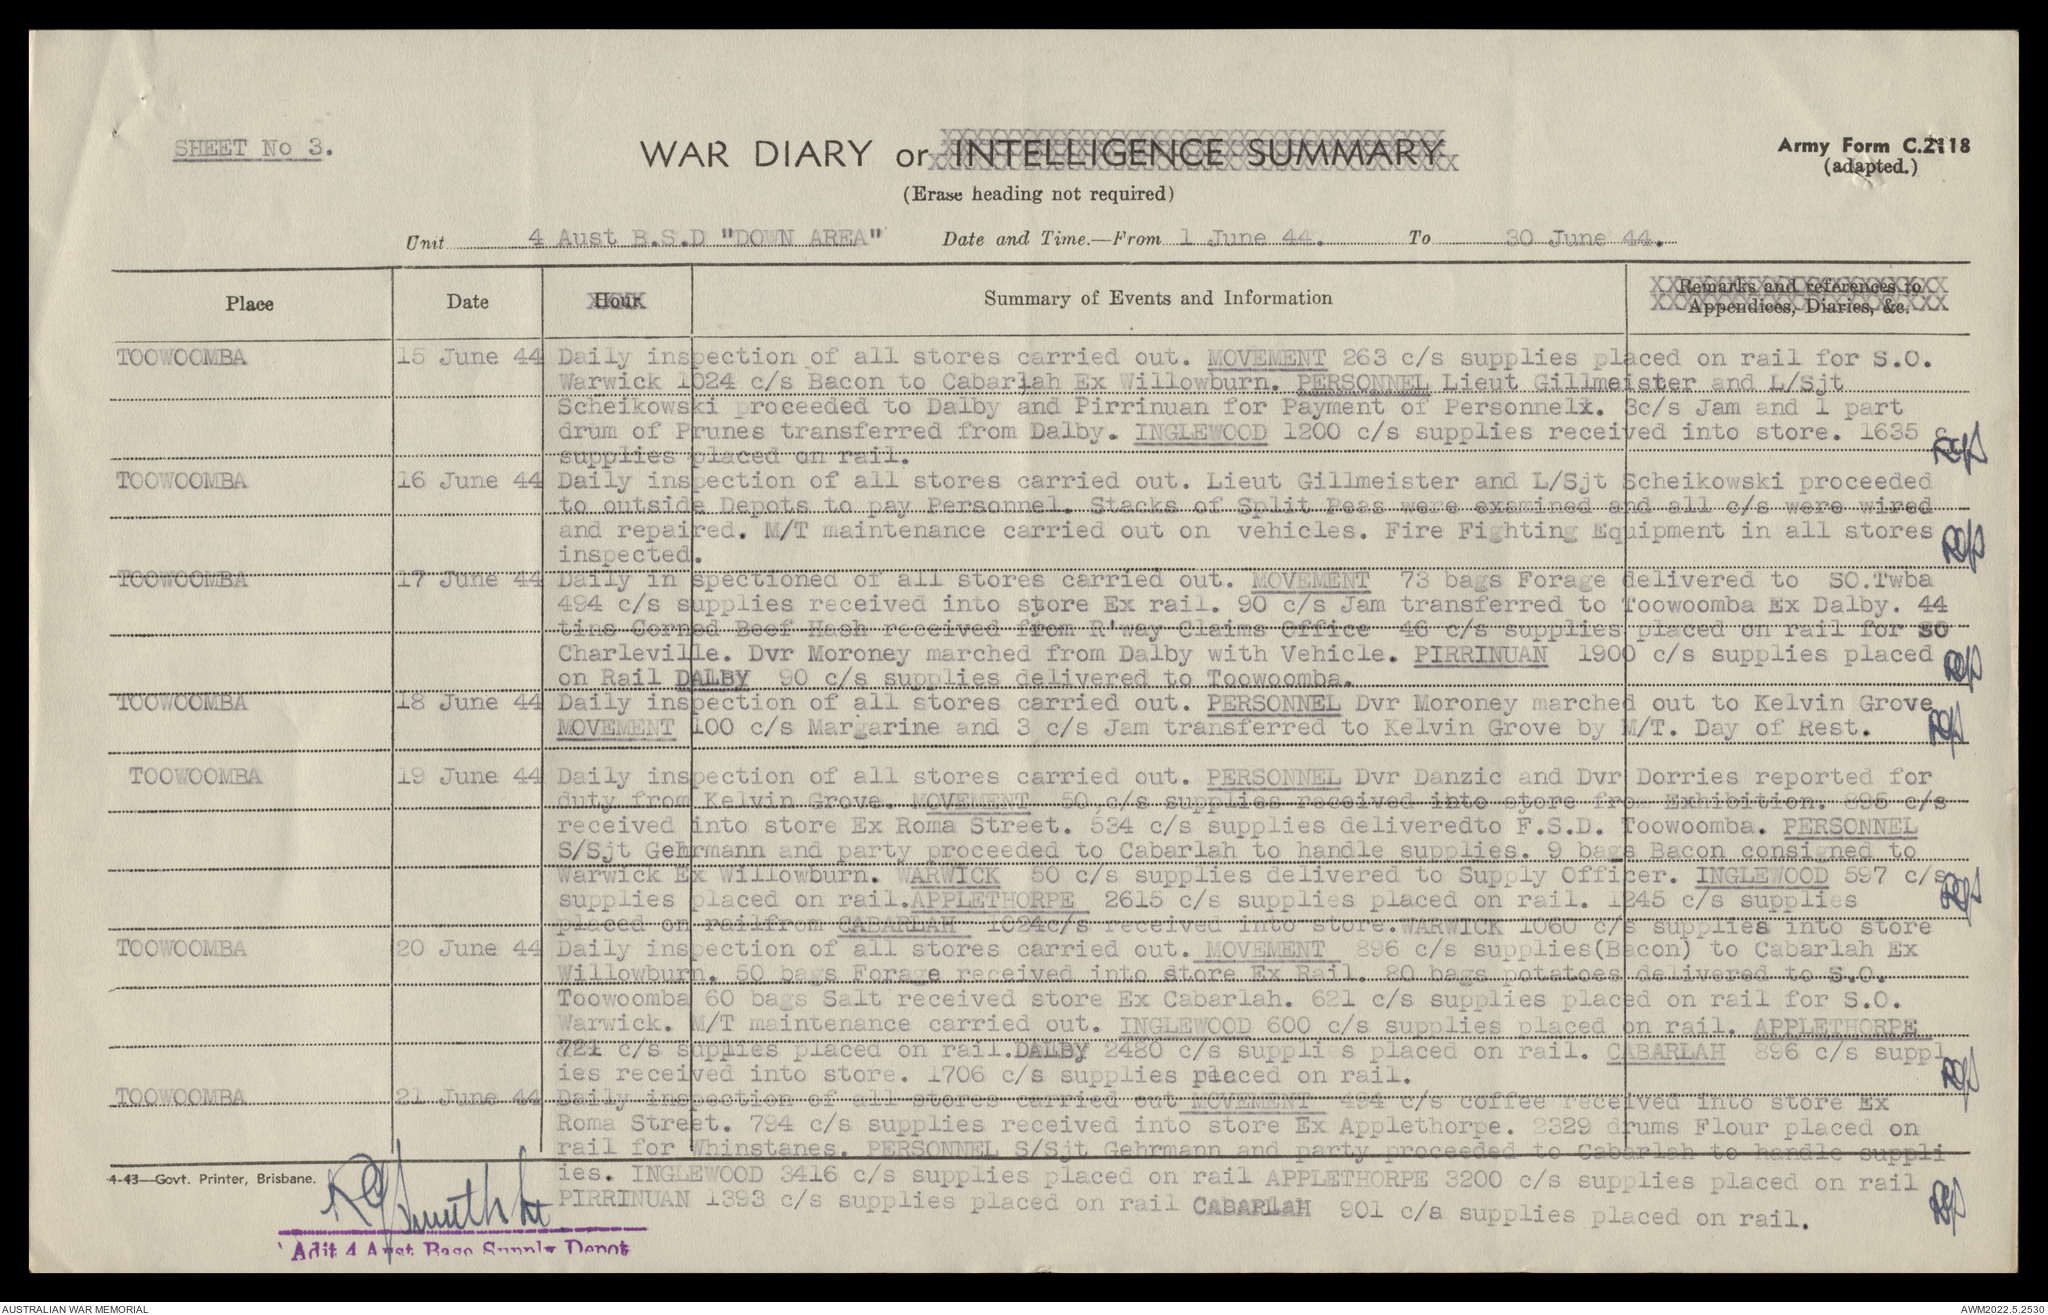 SHEET No 3.
WAR DIARY or INTELLIGENCE SUMMARY
Army Form C.2118
(adapted.)
(Erase heading not required)
Unit 4 Aust B.S.D "DOWN AREA" Date and Time.—From 1 June 44. To 30 June 44.
Place Date Hour Summary of Events and Information Remarks and references to
Appendices, Diaries, &c.
TOOWOOMBA 15 June 44 Daily inspection of all stores carried out. MOVEMENT 263 c/s supplies placed on rail for S.O.
Warwick 1024 c/s Bacon to Cabarlah Ex Willowburn. PERSONNEL Lieut Gillmeister and L/Sjt
Scheikowski proceeded to Dalby and Pirrinuan for Payment of Personnel. 3c/s Jam and 1 part
drum of Prunes transferred from Dalby. INGLEWOOD 1200 c/s supplies received into store. 1635 c
supplies placed on rail.
TOOWOOMBA 16 June 44 Daily inspection of all stores carried out. Lieut Gillmeister and L/Sjt Scheikowski proceeded
to outside Depots to pay Personnel. Stacks of Split Peas were examined and all c/s were wired
and repaired. M/T maintenance carried out on vehicles. Fire Fighting Equipment in all stores
inspected.
TOOWOOMBA 17 June 44 Daily in spectioned of all stores carried out. MOVEMENT 73 bags Forage delivered to SO.Twba
494 c/s supplies received into store Ex rail. 90 c/s Jam transferred to Toowoomba Ex Dalby. 44
tins Corned Beef Hash received from R'way Claims Office 46 c/s supplies placed on rail for SO
Charleville. Dvr Moroney marched from Dalby with Vehicle. PIRRINUAN 1900 c/s supplies placed
on Rail DALBY 90 c/s supplies delivered to Toowoomba.
TOOWOOMBA 18 June 44 Daily inspection of all stores carried out. PERSONNEL Dvr Moroney marched out to Kelvin Grove
MOVEMENT 100 c/s Margarine and 3 c/s Jam transferred to Kelvin Grove by M/T. Day of Rest.
TOOWOOMBA 19 June 44 Daily inspection of all stores carried out. PERSONNEL Dvr Danzic and Dvr Dorries reported for
duty from Kelvin Grove. MOVEMENT 50,c/s supplies received into store from Exhibition. 895 c/s
received into store Ex Roma Street. 534 c/s supplies deliveredto F.S.D. Toowoomba. PERSONNEL
S/Sjt Gehrmann and party proceeded to Cabarlah to handle supplies. 9 bags Bacon consigned to
Warwick Ex Willowburn. WARWICK 50 c/s supplies delivered to Supply Officer. INGLEWOOD 597 c/s
supplies placed on rail.APPLETHORPE 2615 c/s supplies placed on rail. 1245 c/s supplies
placed on railfrom CABARLAH 1024c/s received into store.WARWICK 1060 c/s supplies into store
TOOWOOMBA 20 June 44 Daily inspection of all stores carried out. MOVEMENT 896 c/s supplies(Bacon) to Cabarlah Ex
Willowburn. 50 bags Forage received into store Ex Rail. 80 bags potatoes delivered to S.O.
Toowoomba 60 bags Salt received store Ex Cabarlah. 621 c/s supplies placed on rail for S.O.
Warwick. M/T maintenance carried out. INGLEWOOD 600 c/s supplies placed on rail. APPLETHORPE
721 c/s supplies placed on rail.DALBY 2480 c/s supplies placed on rail. CABARLAH 896 c/s suppl
ies received into store. 1706 c/s supplies placed on rail.
TOOWOOMBA 21 June 44 Daily inspection of all stores carried out MOVEMENT 494 c/s coffee received into store Ex
Roma Street. 794 c/s supplies received into store Ex Applethorpe. 2329 drums Flour placed on
rail for Whinstanes. PERSONNEL S/Sjt Gehrmann and party proceeded to Cabarlah to handle suppli
ies. INGLEWOOD 3416 c/s supplies placed on rail APPLETHORPE 3200 c/s supplies placed on rail
PIRRINUAN 1393 c/s supplies placed on rail CABARLAH 901 c/s supplies placed on rail.
4-43—Govt. Printer, Brisbane.
Adjt 4 Aust Base Supply Depot
AUSTRALIAN WAR MEMORIAL
AWM2022.5.2530